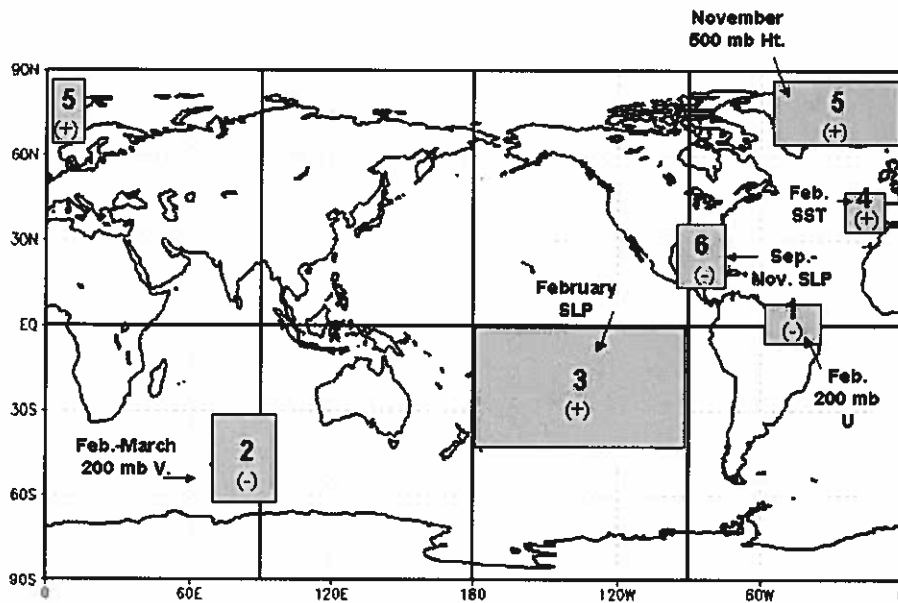 November
500 mb Ht.
90N
5
(+)
5
(+)
60N
Feb.
SST
4
(+)
30N
6
(-)
Sep.-
Nov. SLP
February
SLP
1
(-)
EQ
3
(+)
Feb.
200 mb
U
30S
Feb.-March
200 mb V.
2
(-)
60S
90S
60E
120E
180
120W
60W